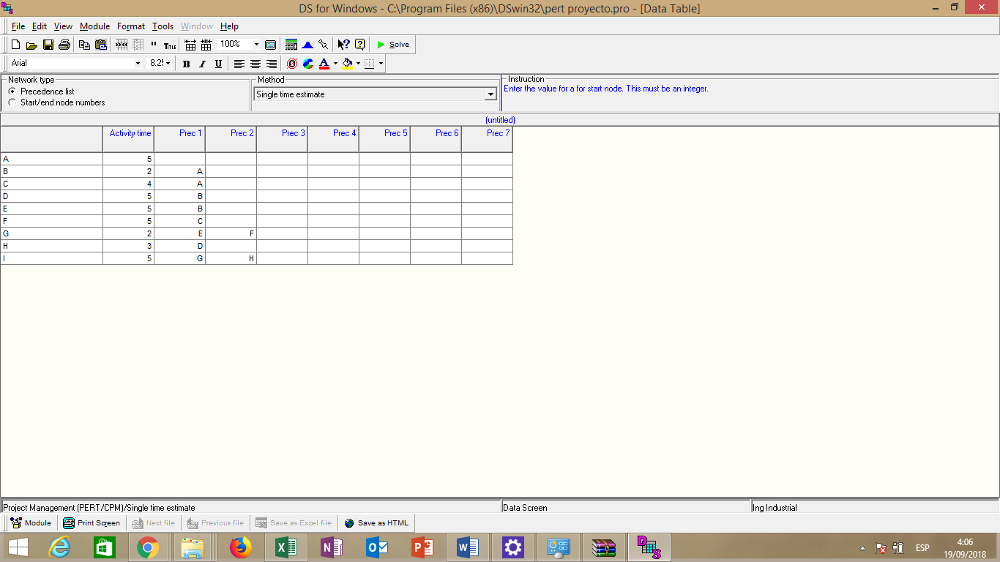 DS for Windows - C:\Program Files (x86)\DSwin32\pert proyecto.pro - [Data Table]
File Edit View Module Format Tools Window Help
TITLE 100% Solve
Arial 8.2 B I U A
Network type
Precedence list
Start/end node numbers
Method
Single time estimate
Instruction
Enter the value for a for start node. This must be an integer.
(untitled)
Activity time Prec 1 Prec 2 Prec 3 Prec 4 Prec 5 Prec 6 Prec 7
A 5
B 2 A
C 4 A
D 5 B
E 5 B
F 5 C
G 2 E F
H 3 D
I 5 G H
Project Management (PERT/CPM)/Single time estimate Data Screen Ing Industrial
Module Print Screen Next file Previous file Save as Excel file Save as HTML
ESP
4:06
19/09/2018